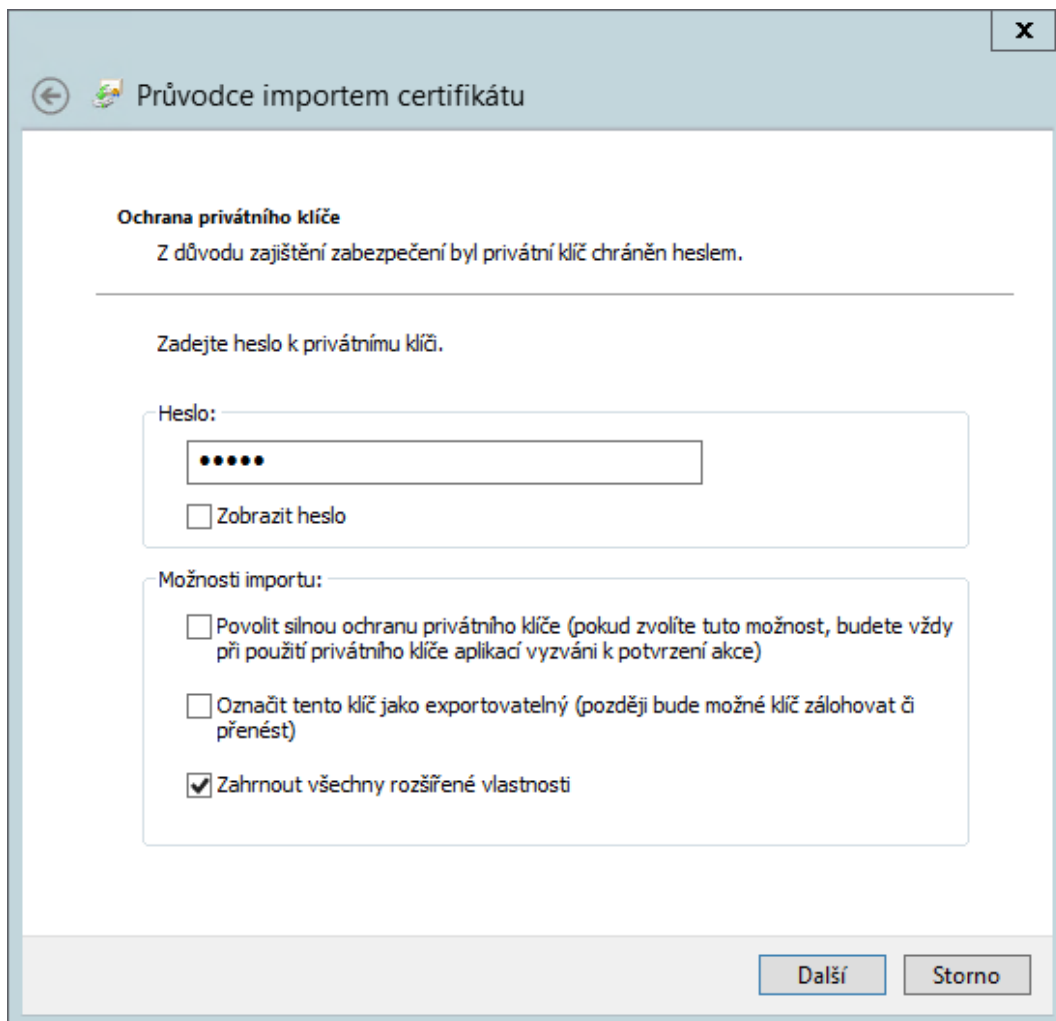 x
Průvodce importem certifikátu
Ochrana privátního klíče
Z důvodu zajištění zabezpečení byl privátní klíč chráněn heslem.
Zadejte heslo k privátnímu klíči.
Heslo:
•••••
Zobrazit heslo
Možnosti importu:
Povolit silnou ochranu privátního klíče (pokud zvolíte tuto možnost, budete vždy
při použití privátního klíče aplikací vyzváni k potvrzení akce)
Označit tento klíč jako exportovatelný (později bude možné klíč zálohovat či
přenést)
Zahrnout všechny rozšířené vlastnosti
Další
Storno